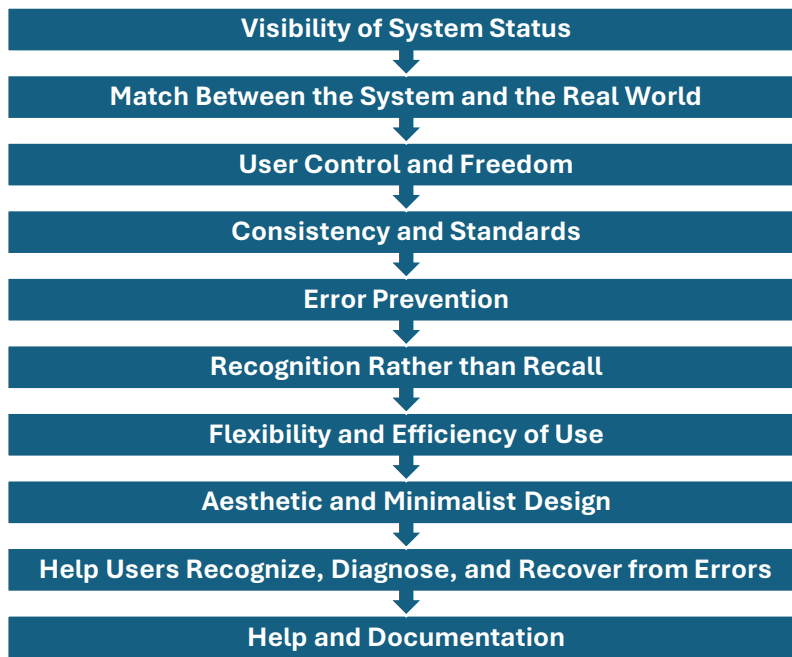 Visibility of System Status
Match Between the System and the Real World
User Control and Freedom
Consistency and Standards
Error Prevention
Recognition Rather than Recall
Flexibility and Efficiency of Use
Aesthetic and Minimalist Design
Help Users Recognize, Diagnose, and Recover from Errors
Help and Documentation